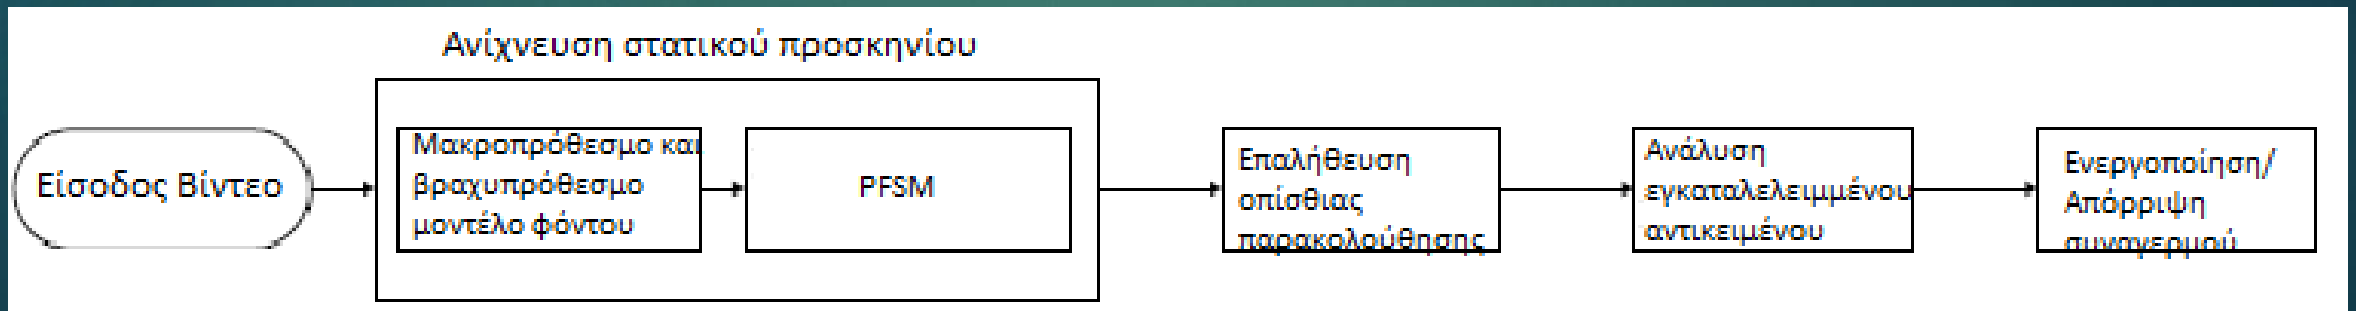 Ανίχνευση στατικού προσκηνίου
Είσοδος Βίντεο
Μακροπρόθεσμο και
βραχυπρόθεσμο
μοντέλο φόντου
PFSM
Επαλήθευση
οπίσθιας
παρακολούθησης
Ανάλυση
εγκαταλελειμμένου
αντικειμένου
Ενεργοποίηση/
Απόρριψη
συναγερμού